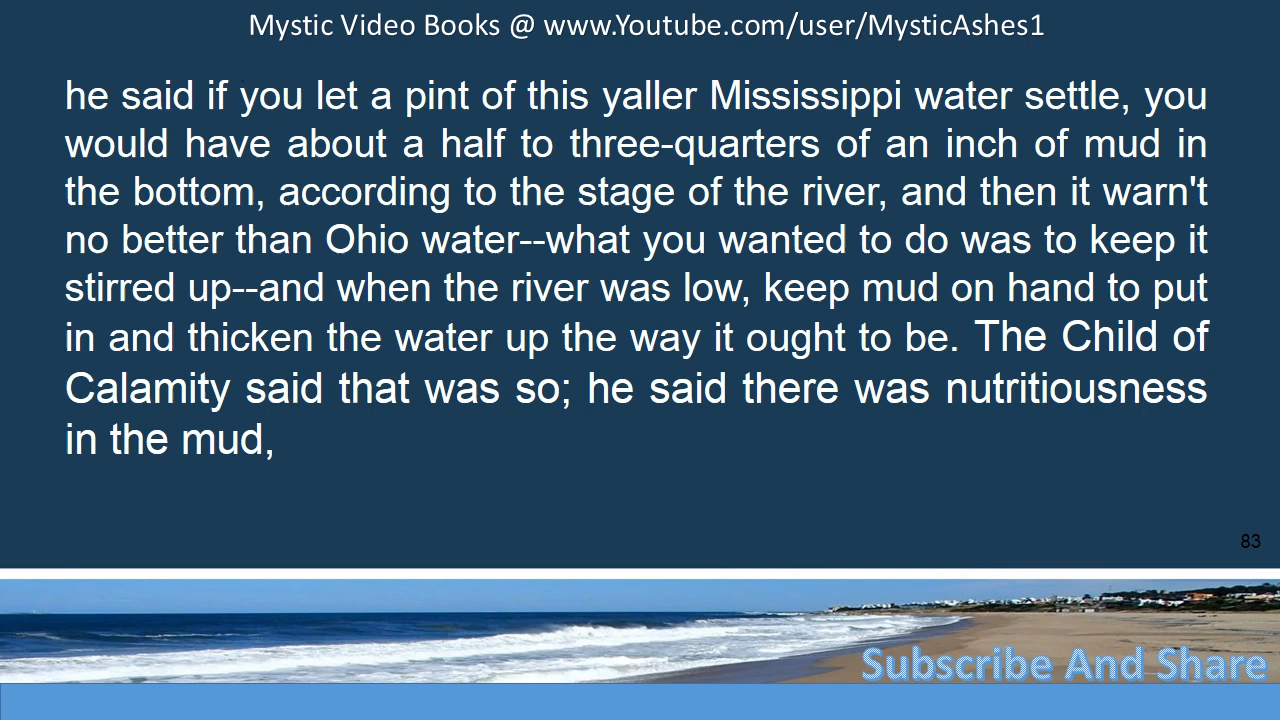 Mystic Video Books @ www.Youtube.com/user/MysticAshes1
he said if you let a pint of this yaller Mississippi water settle, you
would have about a half to three-quarters of an inch of mud in
the bottom, according to the stage of the river, and then it warn't
no better than Ohio water--what you wanted to do was to keep it
stirred up--and when the river was low, keep mud on hand to put
in and thicken the water up the way it ought to be. The Child of
Calamity said that was so; he said there was nutritiousness
in the mud,
83
Subscribe And Share